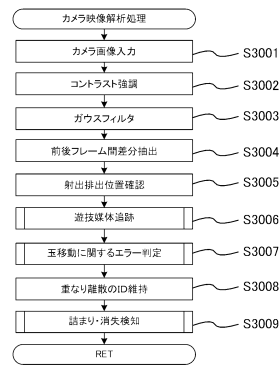 カメラ映像解析処理
カメラ画像入力 S3001
コントラスト強調 S3002
ガウスフィルタ S3003
前後フレーム間差分抽出 S3004
射出排出位置確認 S3005
遊技媒体追跡 S3006
玉移動に関するエラー判定 S3007
重なり離散のID維持 S3008
詰まり・消失検知 S3009
RET